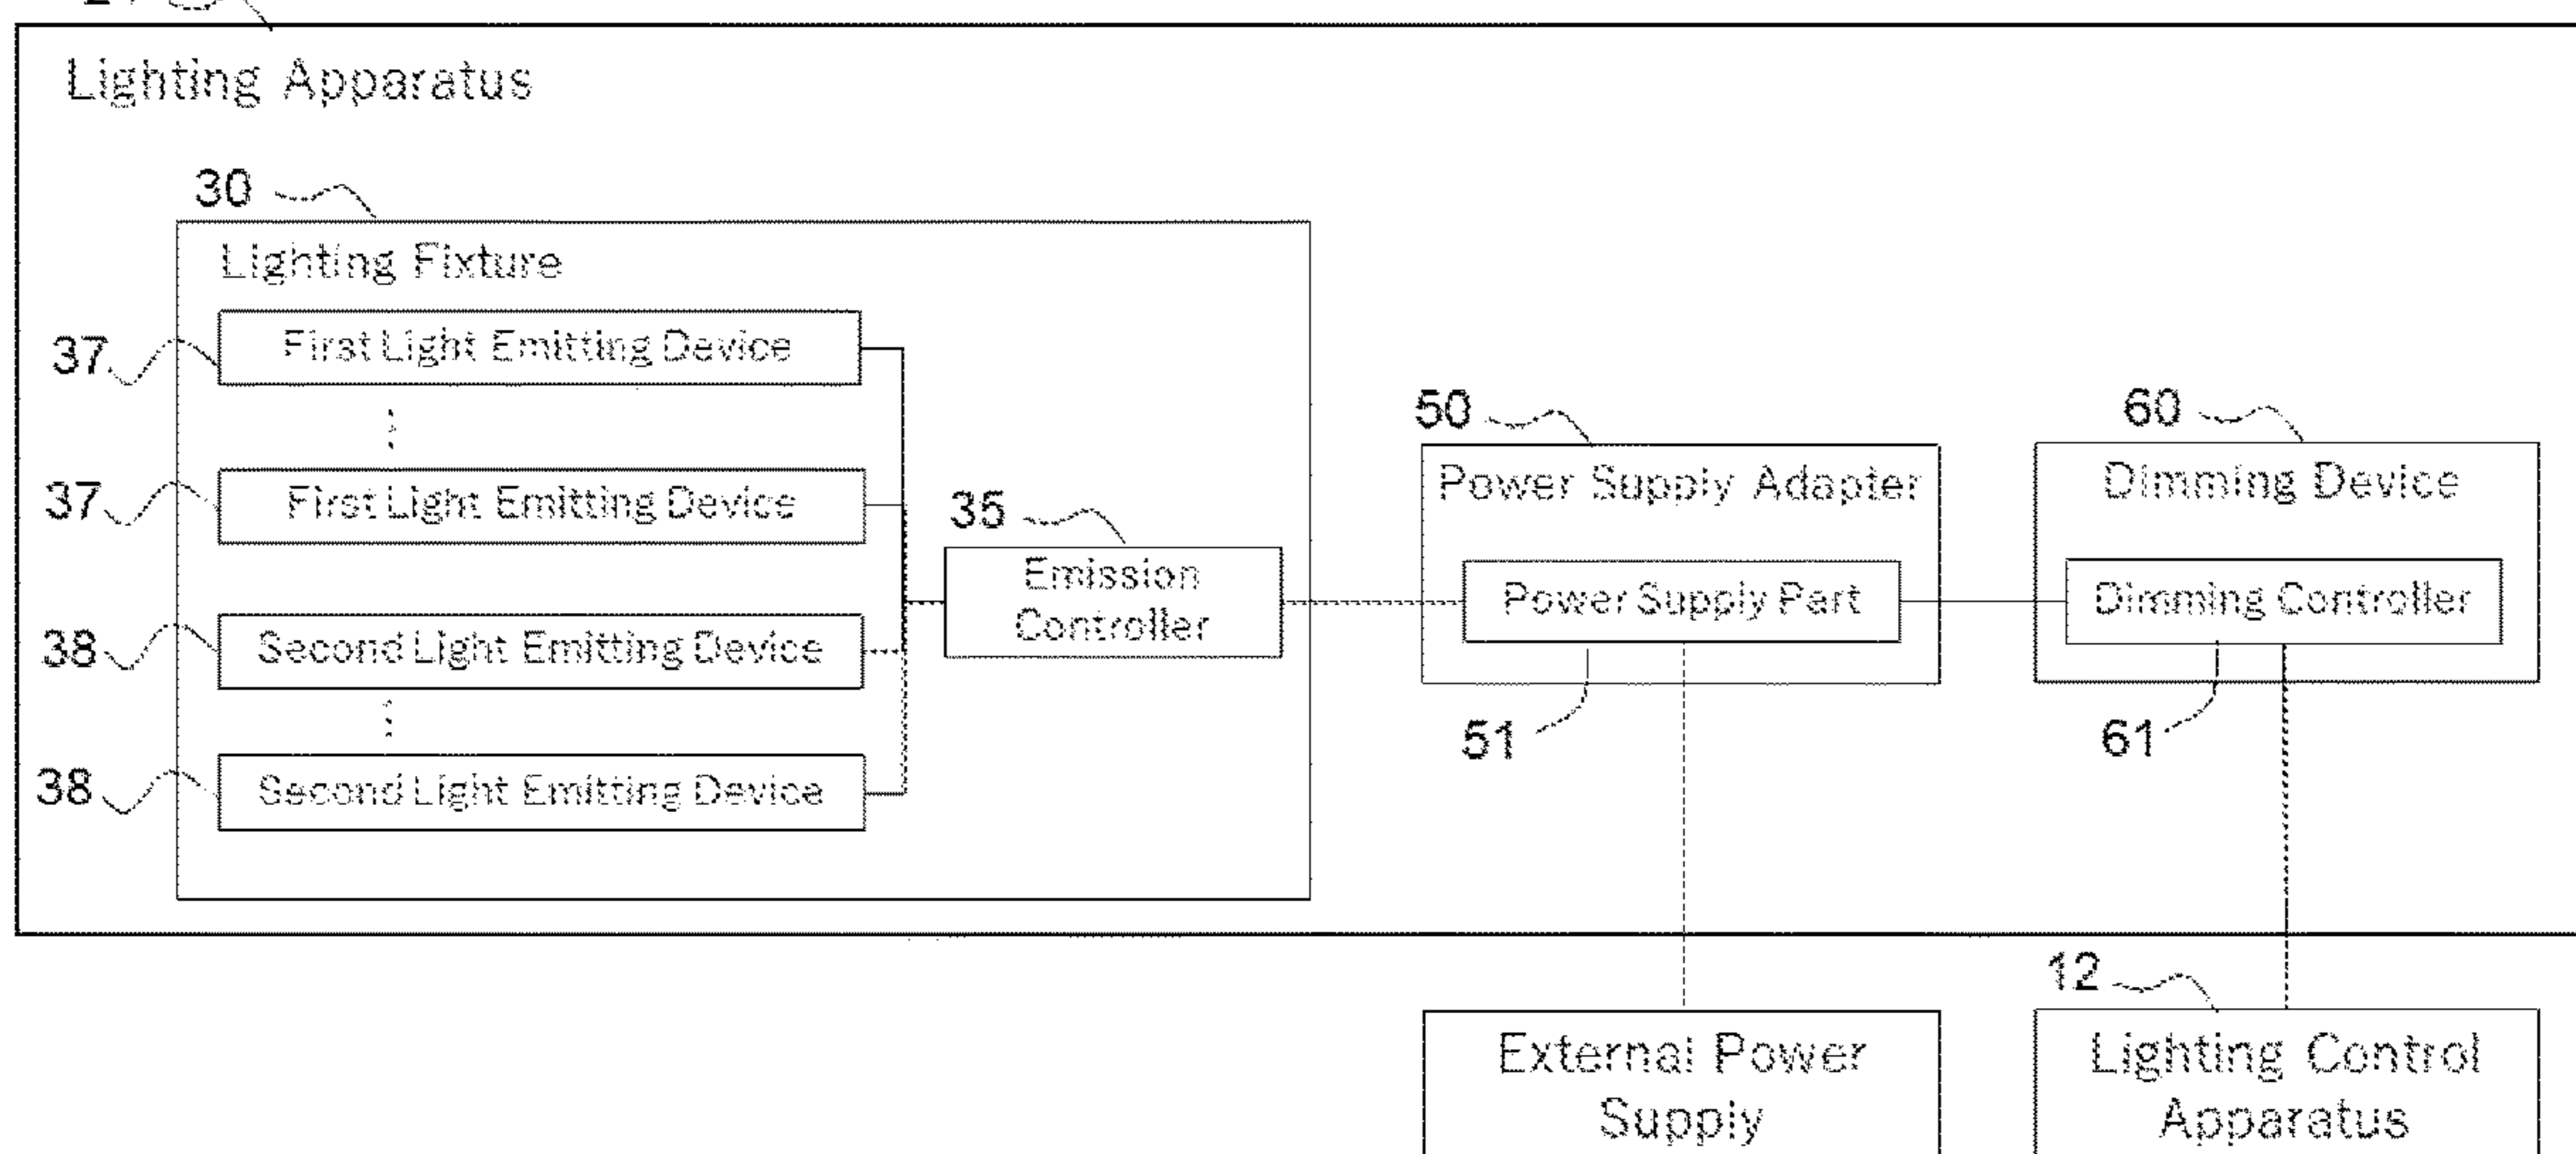 Lighting Apparatus
30
Lighting Fixture
37
First Light Emitting Device
37
First Light Emitting Device
38
Second Light Emitting Device
38
Second Light Emitting Device
35
Emission
Controller
50
Power Supply Adapter
Power Supply Part
51
60
Dimming Device
Dimming Controller
61
External Power
Supply
12
Lighting Control
Apparatus